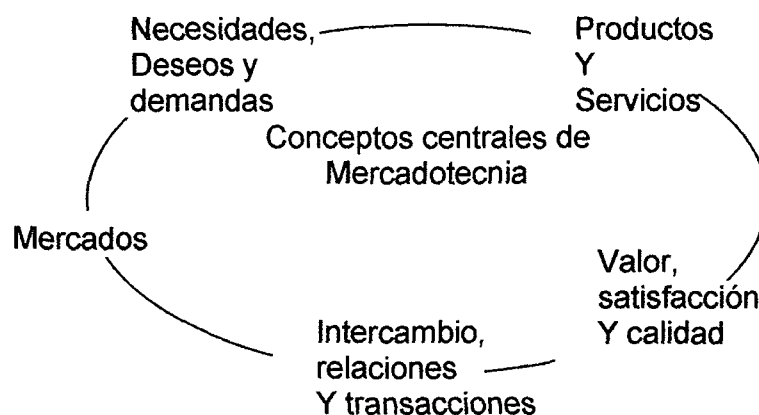 Necesidades,
Deseos y
demandas
Productos
Y
Servicios
Conceptos centrales de
Mercadotecnia
Mercados
Valor,
satisfacción
Y calidad
Intercambio,
relaciones
Y transacciones